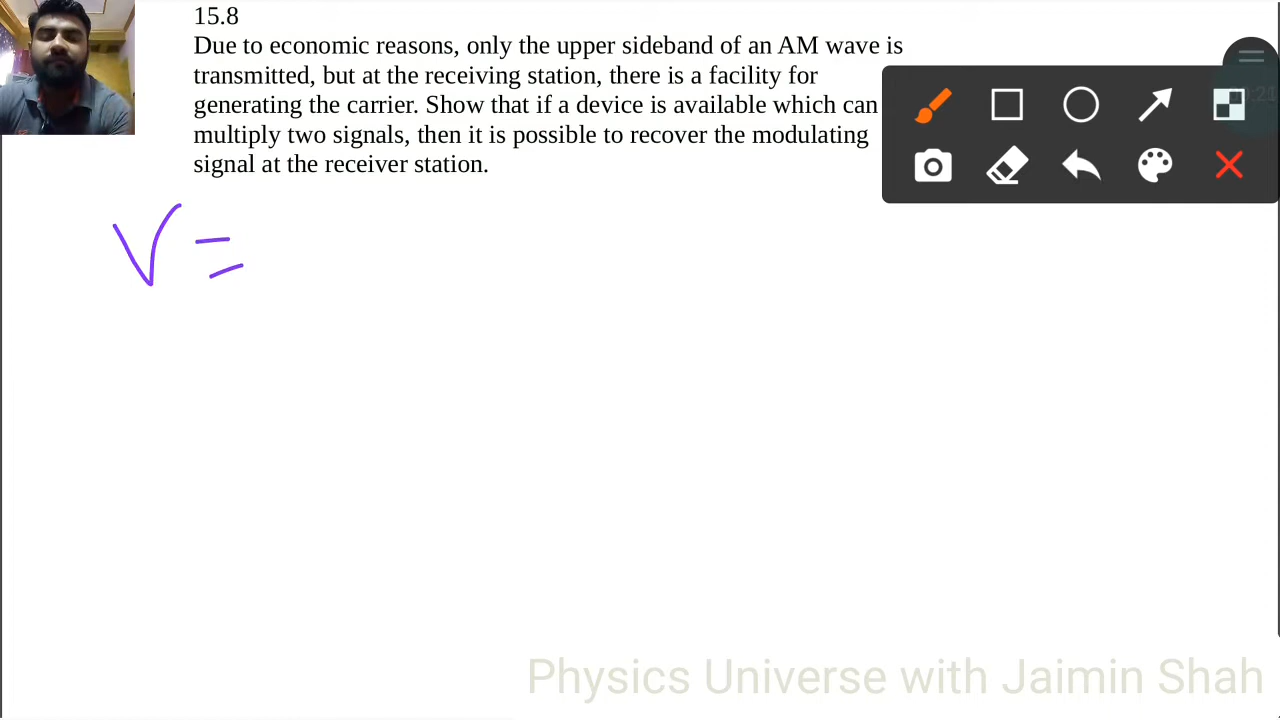 15.8
Due to economic reasons, only the upper sideband of an AM wave is
transmitted, but at the receiving station, there is a facility for
generating the carrier. Show that if a device is available which can
multiply two signals, then it is possible to recover the modulating
signal at the receiver station.
V =
Physics Universe with Jaimin Shah